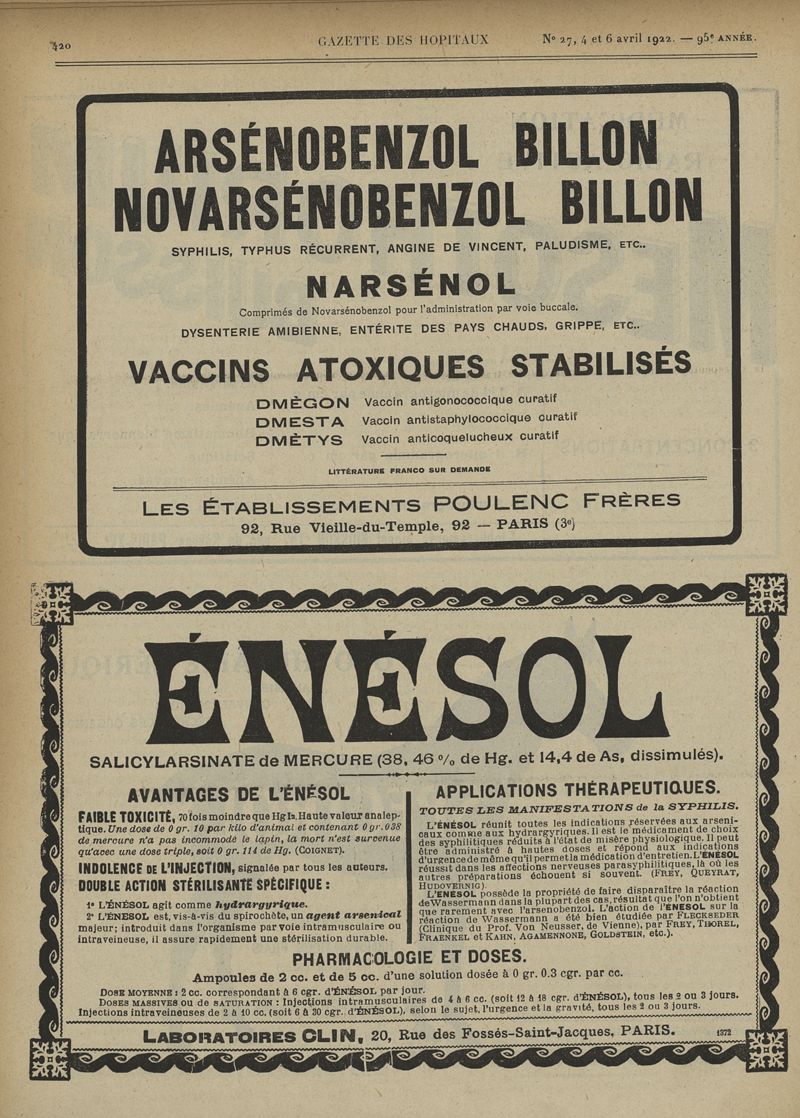 420
GAZETTE DES HOPITAUX
Nº 27, 4 et 6 avril 1922. — 95e ANNÉE.
ARSÉNOBENZOL BILLON
NOVARSÉNOBENZOL BILLON
SYPHILIS, TYPHUS RÉCURRENT, ANGINE DE VINCENT, PALUDISME, ETC..
NARSÉNOL
Comprimés de Novarsénobenzol pour l'administration par voie buccale.
DYSENTERIE AMIBIENNE, ENTÉRITE DES PAYS CHAUDS, GRIPPE, ETC..
VACCINS ATOXIQUES STABILISÉS
DMÈGON Vaccin antigonococcique curatif
DMESTA Vaccin antistaphylococcique curatif
DMÈTYS Vaccin anticoquelucheux curatif
LITTÉRATURE FRANCO SUR DEMANDE
LES ÉTABLISSEMENTS POULENC FRÈRES
92, Rue Vieille-du-Temple, 92 — PARIS (3e)
ÉNÉSOL
SALICYLARSINATE de MERCURE (38, 46 % de Hg. et 14,4 de As, dissimulés).
AVANTAGES DE L'ÉNÉSOL
FAIBLE TOXICITÉ, 70 fois moindre que Hg I2. Haute valeur analep-
tique. Une dose de 0 gr. 10 par kilo d'animal et contenant 0 gr. 038
de mercure n'a pas incommodé le lapin, la mort n'est survenue
qu'avec une dose triple, soit 0 gr. 114 de Hg. (COIGNET).
INDOLENCE DE L'INJECTION, signalée par tous les auteurs.
DOUBLE ACTION STÉRILISANTE SPÉCIFIQUE :
1º L'ÉNÉSOL agit comme hydrargyrique.
2º L'ÉNÉSOL est, vis-à-vis du spirochète, un agent arsenical
majeur; introduit dans l'organisme par voie intramusculaire ou
intraveineuse, il assure rapidement une stérilisation durable.
APPLICATIONS THÉRAPEUTIQUES.
TOUTES LES MANIFESTATIONS de la SYPHILIS.
L'ÉNÉSOL réunit toutes les indications réservées aux arseni-
caux comme aux hydrargyriques. Il est le médicament de choix
des syphilitiques réduits à l'état de misère physiologique. Il peut
être administré à hautes doses et répond aux indications
d'urgence de même qu'il permet la médication d'entretien. L'ÉNÉSOL
réussit dans les affections nerveuses parasyphilitiques, là où les
autres préparations échouent si souvent. (FREY, QUEYRAT,
HUDOVERNIG).
L'ÉNÉSOL possède la propriété de faire disparaître la réaction
de Wassermann dans la plupart des cas, résultat que l'on n'obtient
que rarement avec l'arsenobenzol. L'action de l'ÉNÉSOL sur la
réaction de Wassermann a été bien étudiée par FLECKSEDER
(Clinique du Prof. Von Neusser, de Vienne), par FREY, THOREL,
FRAENKEL et KAHN, AGAMENNONE, GOLDSTEIN, etc.).
PHARMACOLOGIE ET DOSES.
Ampoules de 2 cc. et de 5 cc. d'une solution dosée à 0 gr. 0.3 cgr. par cc.
DOSE MOYENNE : 2 cc. correspondant à 6 cgr. d'ÉNÉSOL par jour.
DOSES MASSIVES ou de SATURATION : Injections intramusculaires de 4 à 6 cc. (soit 12 à 18 cgr. d'ÉNÉSOL), tous les 2 ou 3 jours.
Injections intraveineuses de 2 à 10 cc. (soit 6 à 30 cgr. d'ÉNÉSOL), selon le sujet, l'urgence et la gravité, tous les 2 ou 3 jours.
LABORATOIRES CLIN, 20, Rue des Fossés-Saint-Jacques, PARIS.
1372